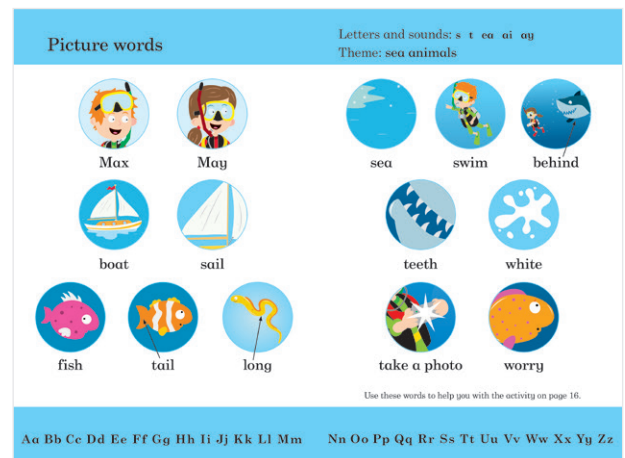 Picture words
Letters and sounds: s t ea ai ay
Theme: sea animals
Max May
boat sail
fish tail long
sea swim behind
teeth white
take a photo worry
Use these words to help you with the activity on page 16.
Aa Bb Cc Dd Ee Ff Gg Hh Ii Jj Kk Ll Mm
Nn Oo Pp Qq Rr Ss Tt Uu Vv Ww Xx Yy Zz